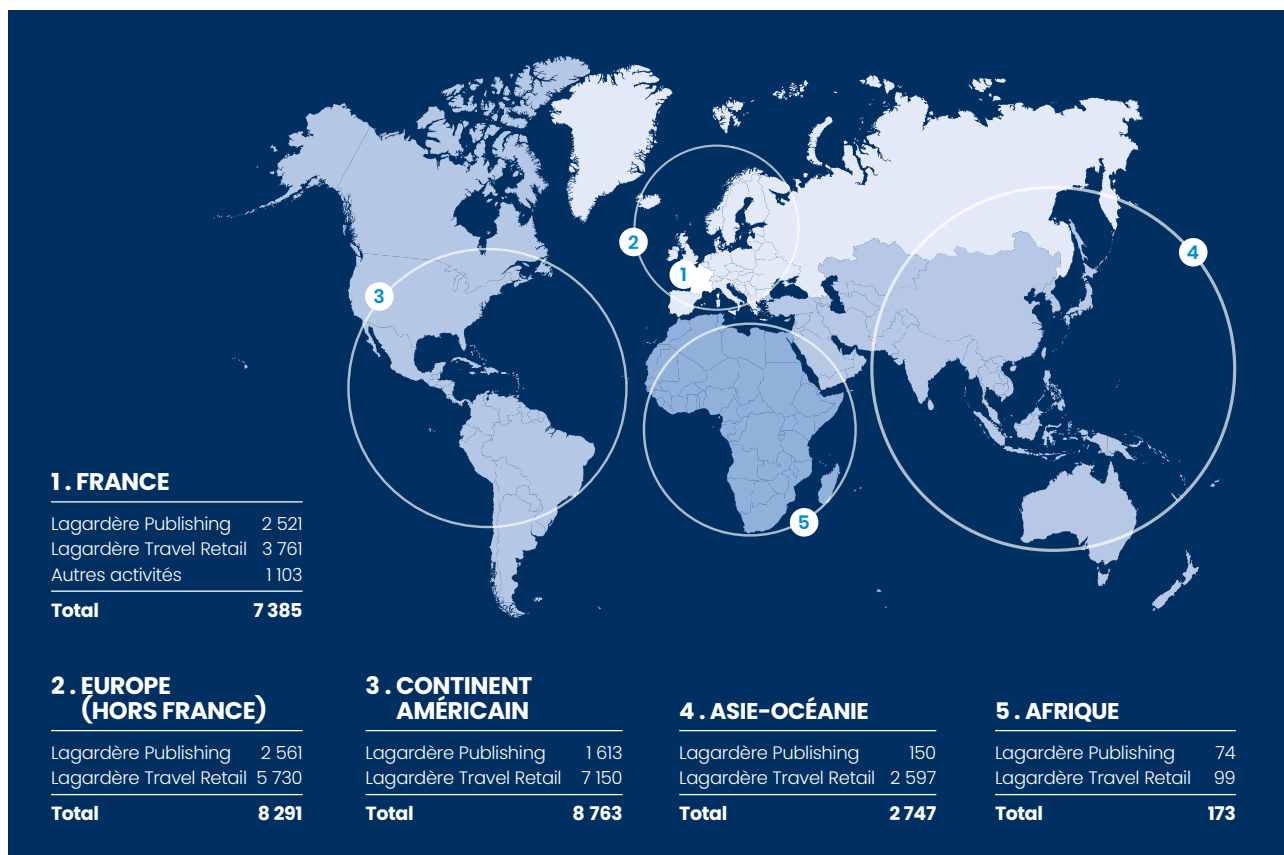 2
1
3
4
5
1 . FRANCE
Lagardère Publishing 2 521
Lagardère Travel Retail 3 761
Autres activités 1 103
Total 7 385
2 . EUROPE
(HORS FRANCE)
Lagardère Publishing 2 561
Lagardère Travel Retail 5 730
Total 8 291
3 . CONTINENT
AMÉRICAIN
Lagardère Publishing 1 613
Lagardère Travel Retail 7 150
Total 8 763
4 . ASIE-OCÉANIE
Lagardère Publishing 150
Lagardère Travel Retail 2 597
Total 2 747
5 . AFRIQUE
Lagardère Publishing 74
Lagardère Travel Retail 99
Total 173